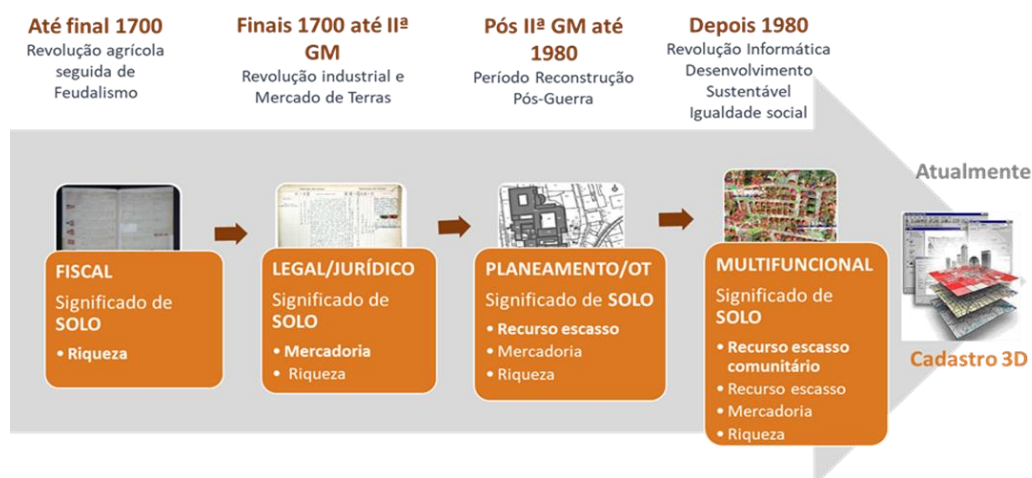 Até final 1700
Revolução agrícola
seguida de
Feudalismo
Finais 1700 até IIª
GM
Revolução industrial e
Mercado de Terras
Pós IIª GM até
1980
Período Reconstrução
Pós-Guerra
Depois 1980
Revolução Informática
Desenvolvimento
Sustentável
Igualdade social
FISCAL
Significado de
SOLO
• Riqueza
LEGAL/JURÍDICO
Significado de
SOLO
• Mercadoria
• Riqueza
PLANEAMENTO/OT
Significado de SOLO
• Recurso escasso
• Mercadoria
• Riqueza
MULTIFUNCIONAL
Significado de
SOLO
• Recurso escasso
comunitário
• Recurso escasso
• Mercadoria
• Riqueza
Atualmente
Cadastro 3D